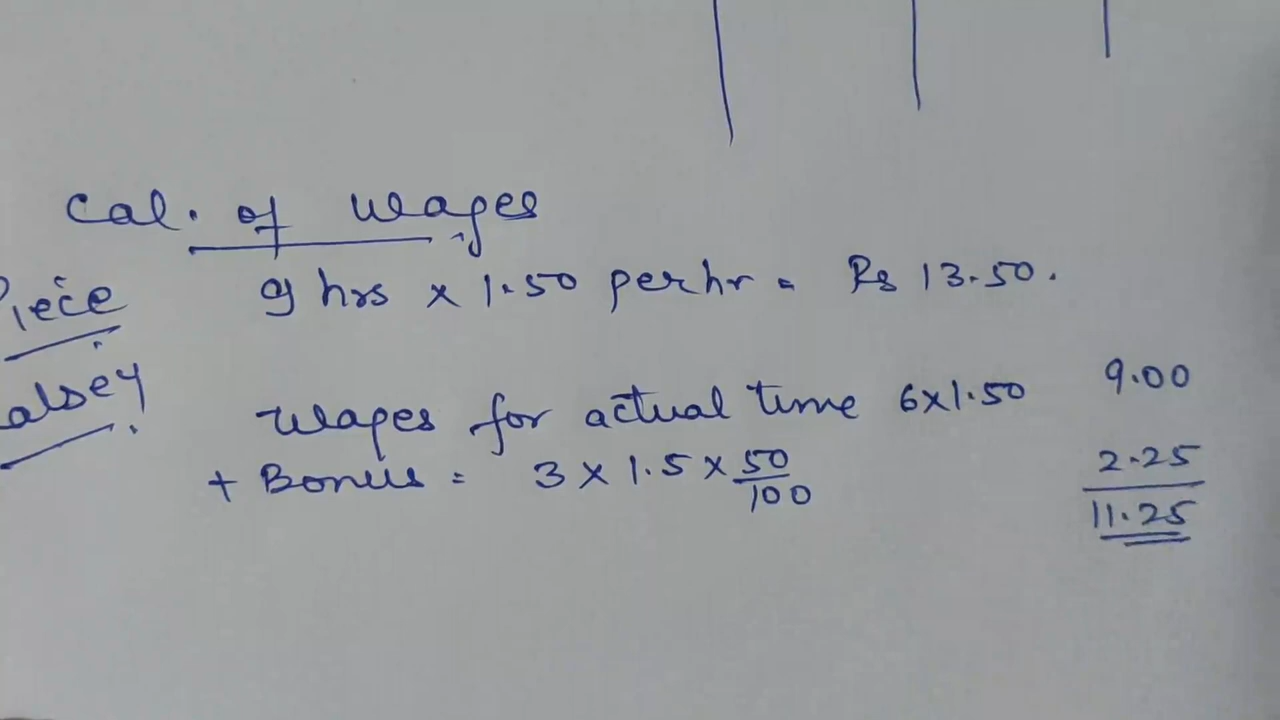 Cal. of wages
Piece 9 hrs x 1.50 per hr = Rs 13.50.
alsey wages for actual time 6x1.50 9.00
+ Bonus = 3 x 1.5 x 50/100 2.25
11.25